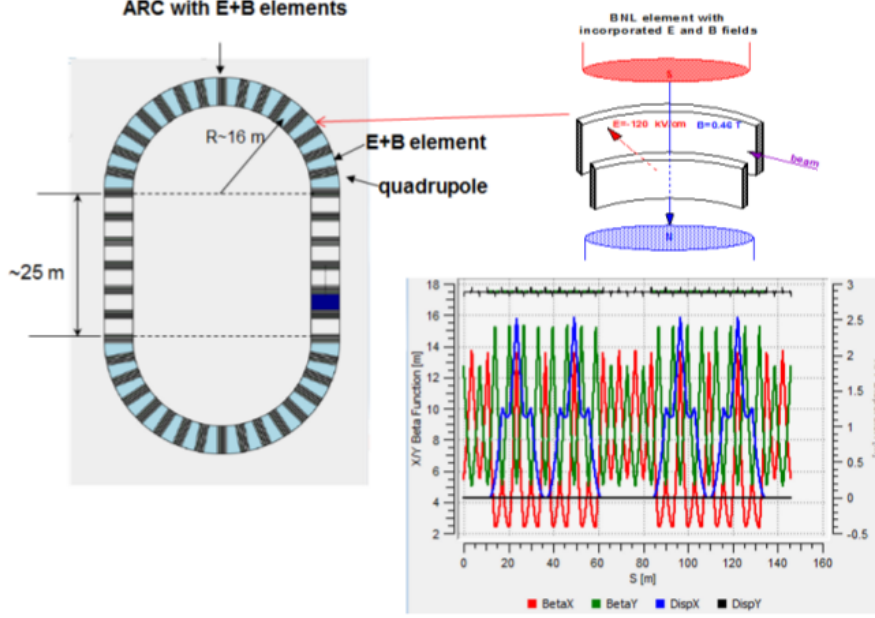 ARC with E+B elements
R~16 m
E+B element
quadrupole
~25 m
BNL element with
incorporated E and B fields
S
E=-120 kV/cm
B=0.46 T
beam
N
X/Y Beta Function [m]
18
16
14
12
10
8
6
4
2
3
2.5
2
1.5
1
0.5
0
-0.5
0 20 40 60 80 100 120 140 160
S [m]
BetaX BetaY DispX DispY